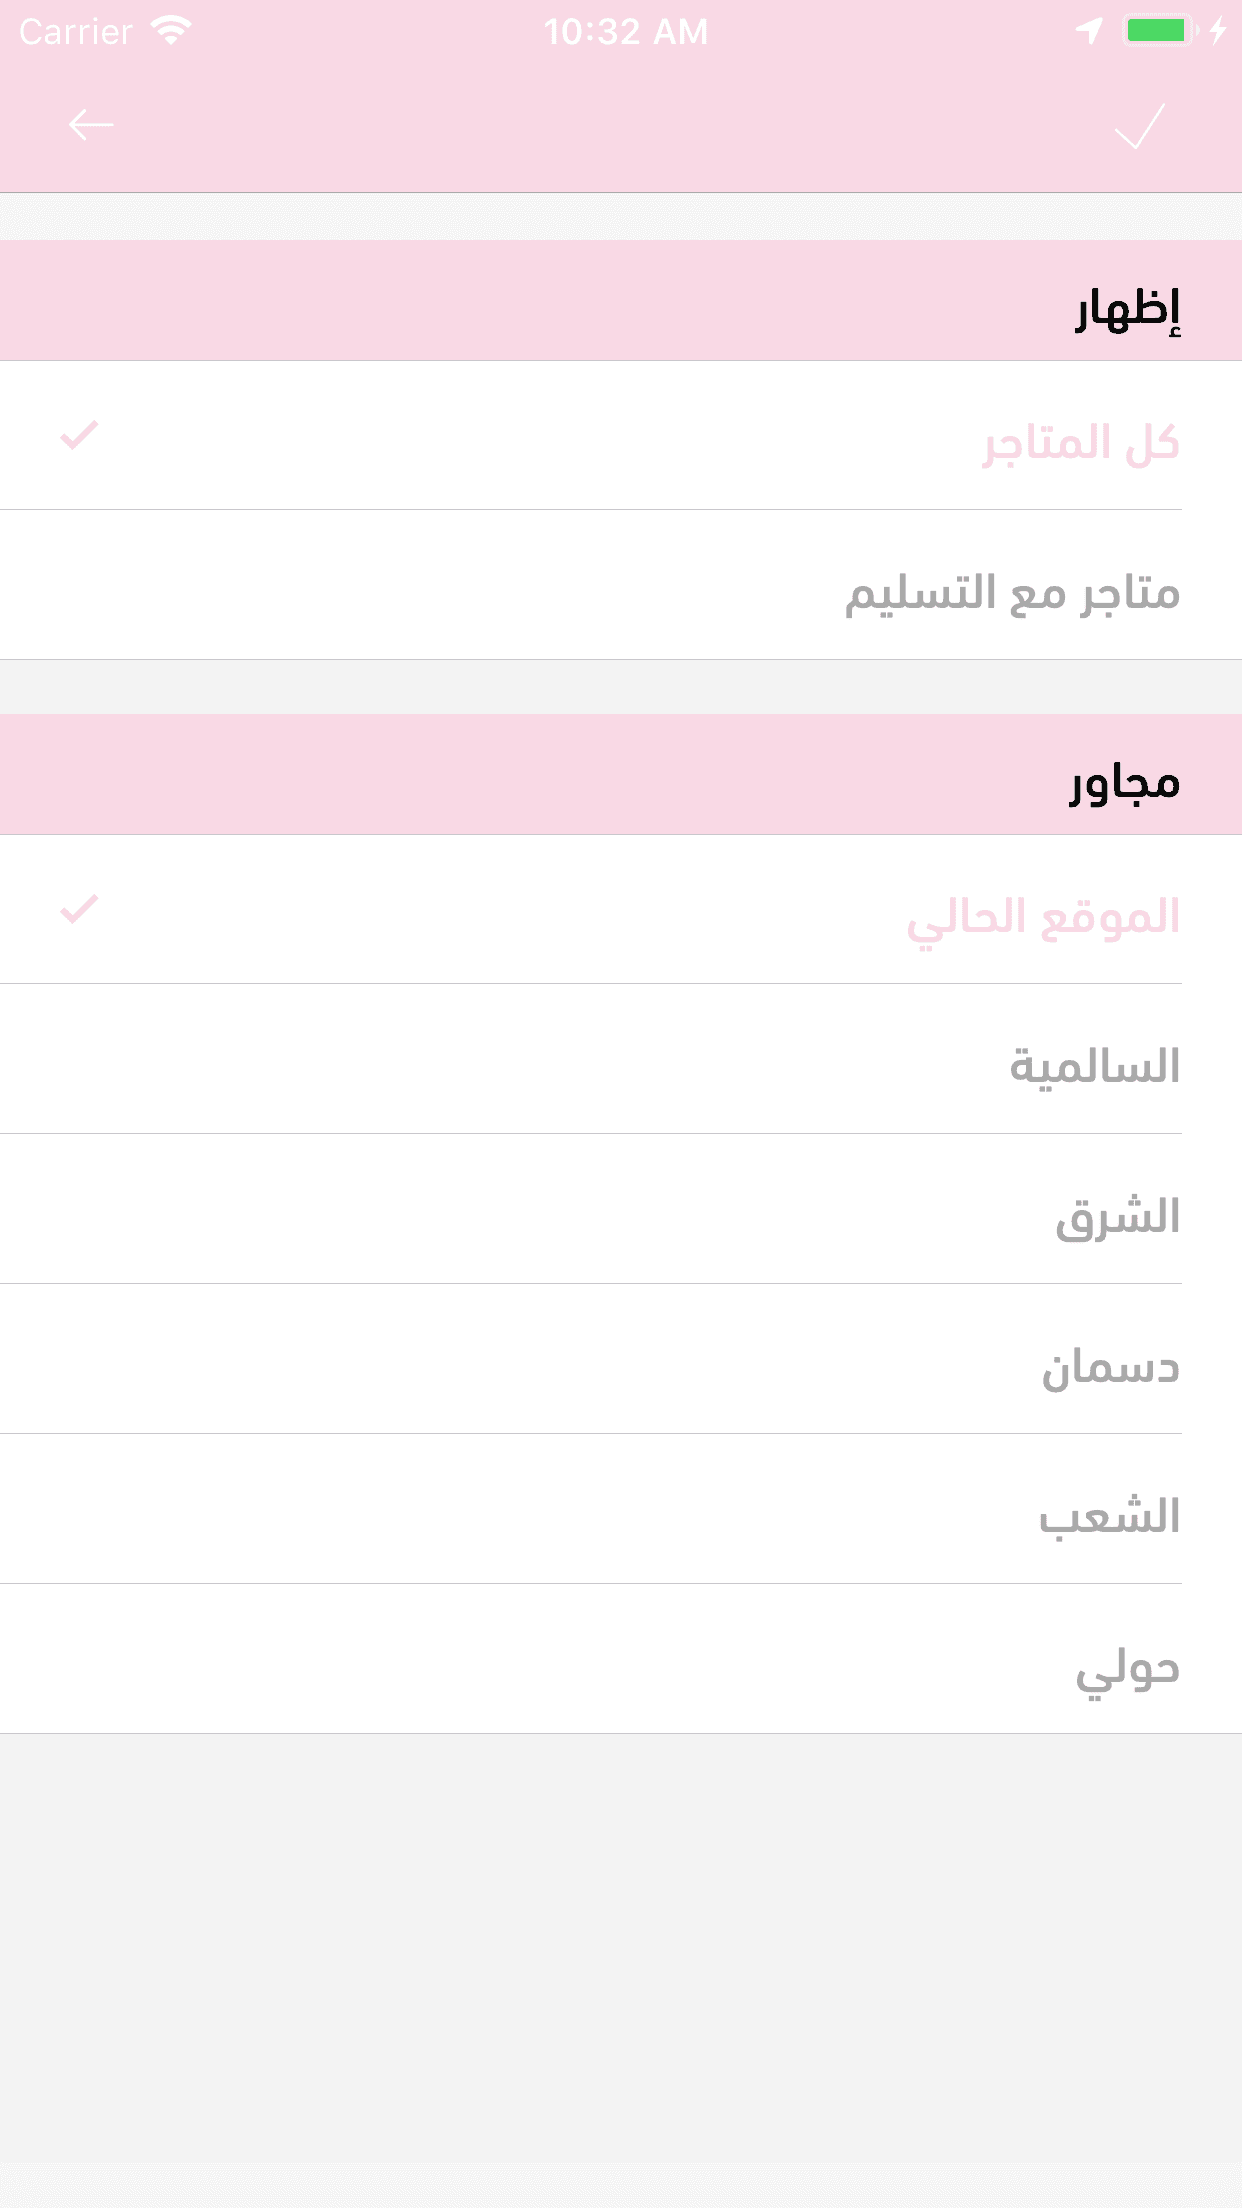 Carrier 10:32 AM
إظهار
كل المتاجر
متاجر مع التسليم
مجاور
الموقع الحالي
السالمية
الشرق
دسمان
الشعب
حولي